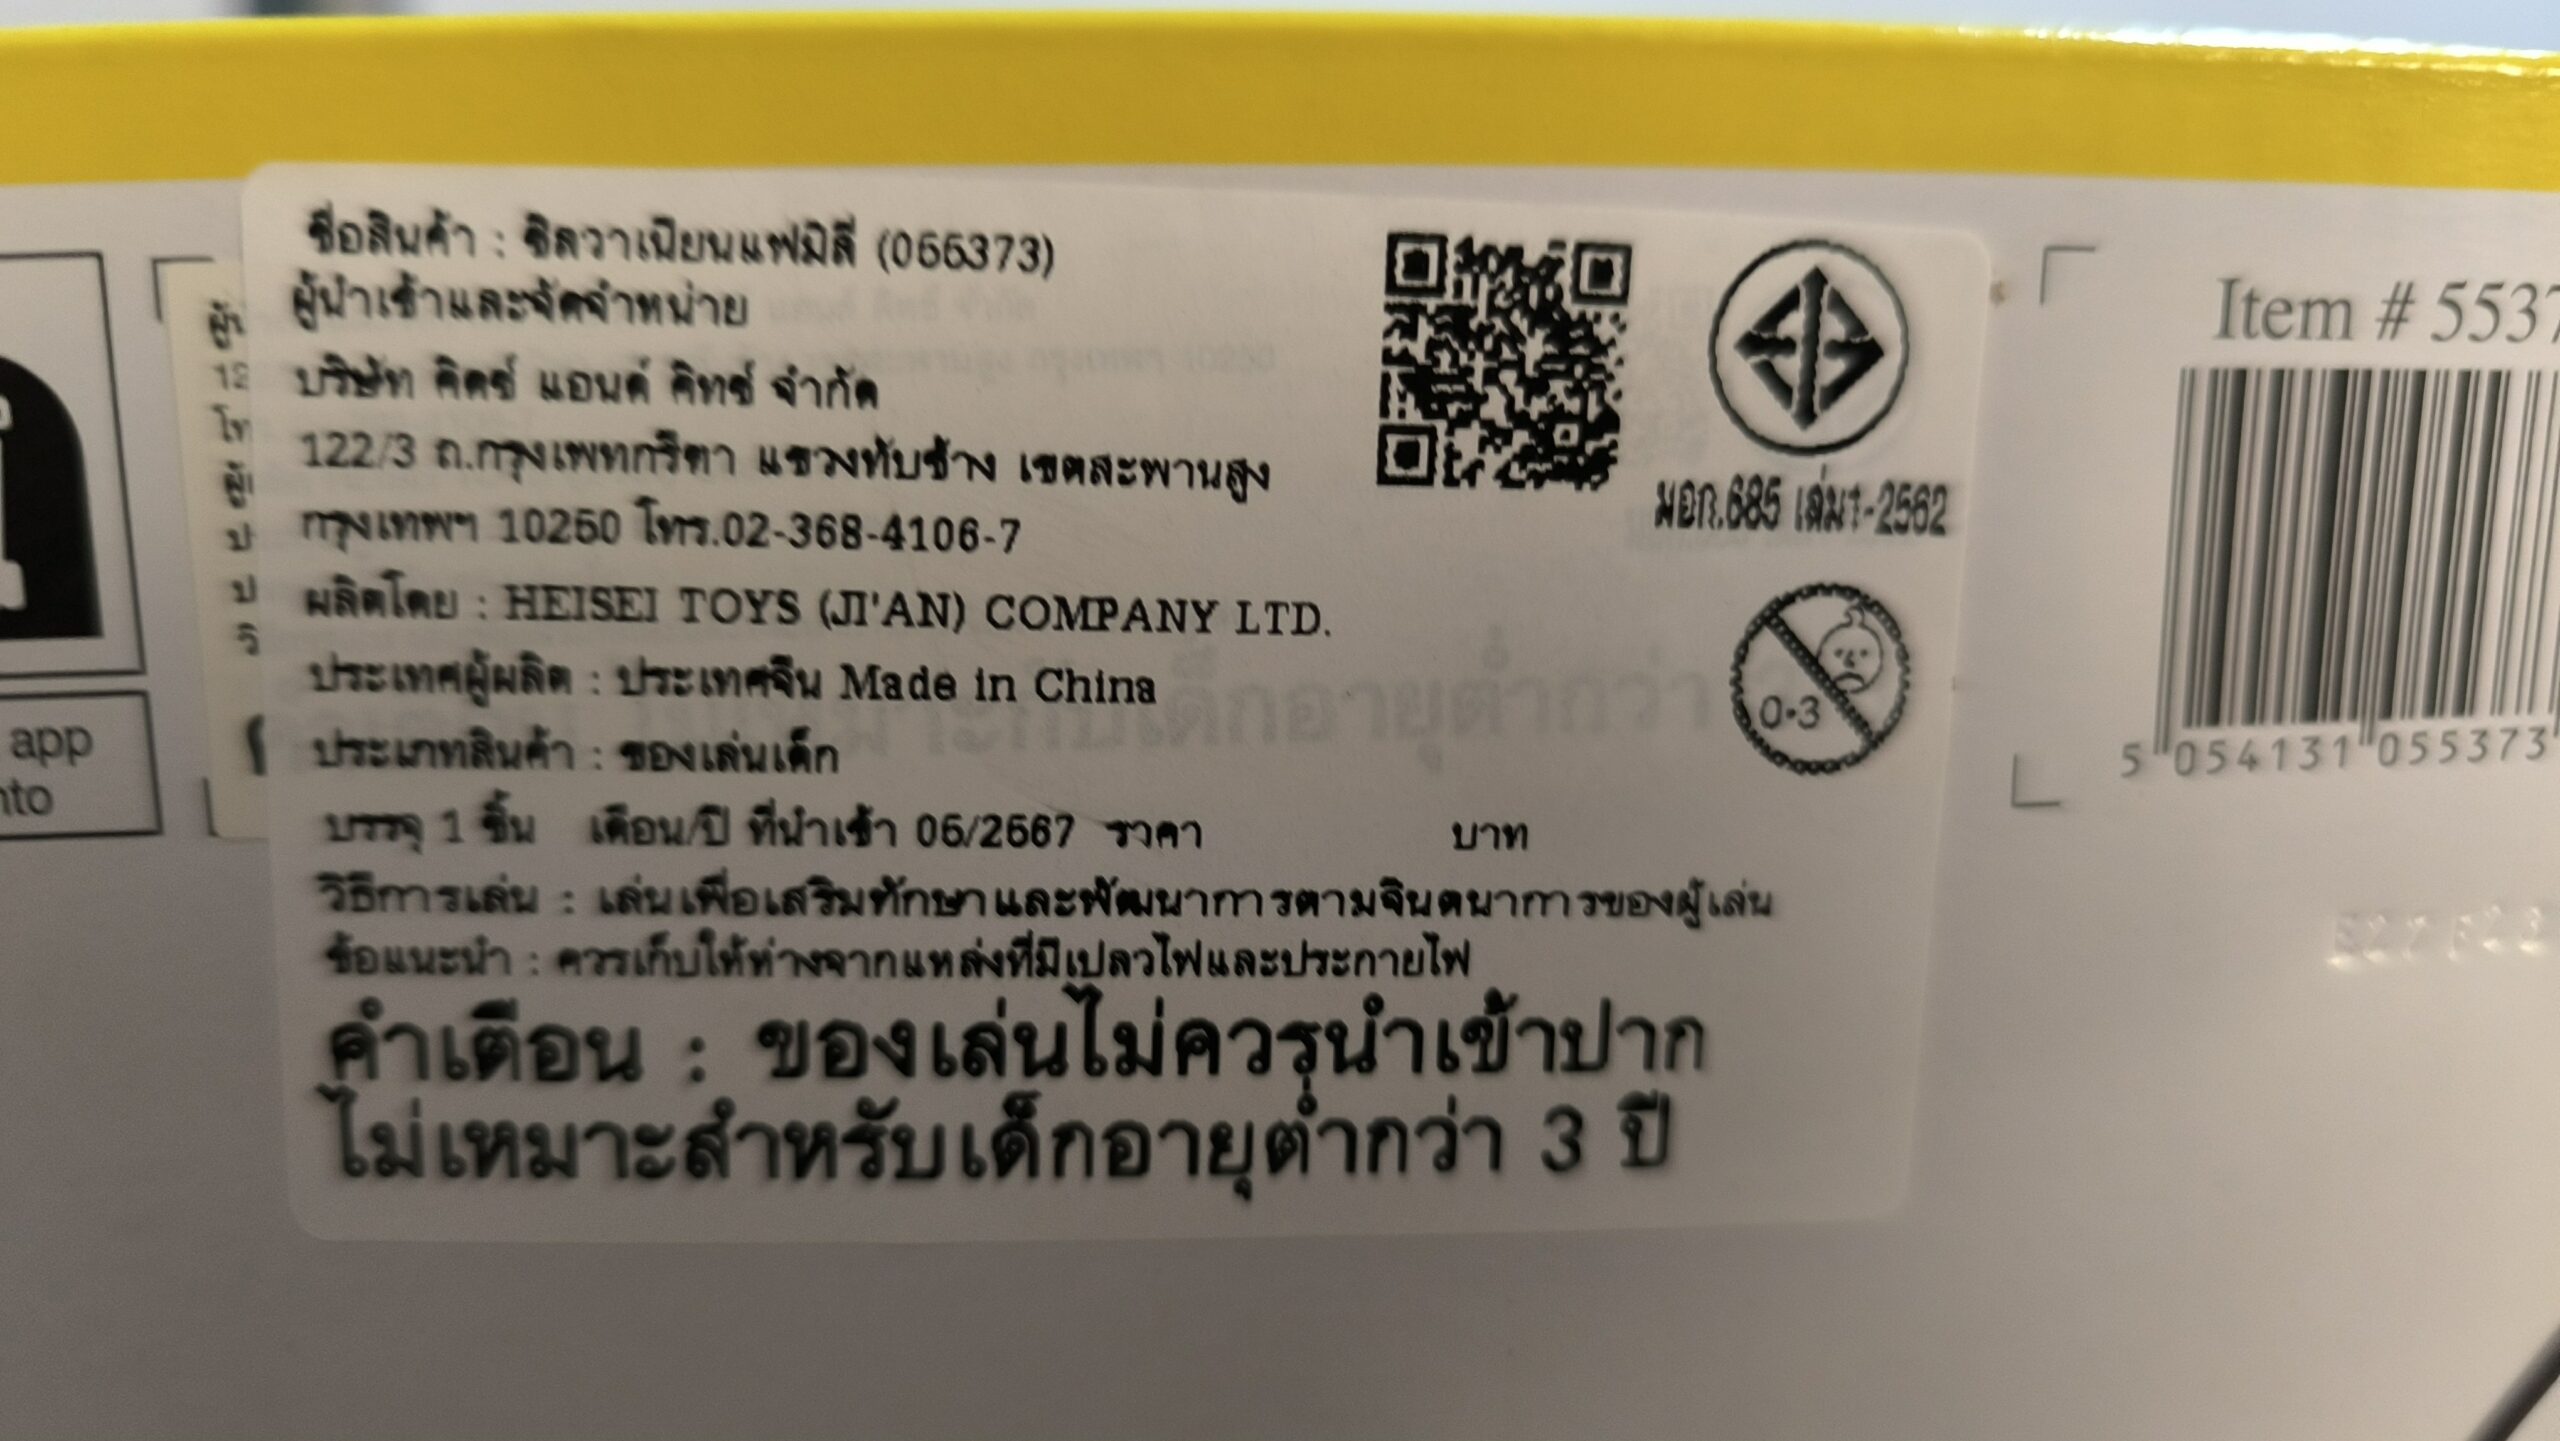 ชื่อสินค้า : ซิลวาเนียนแฟมิลี่ (055373)
ผู้นำเข้าและจัดจำหน่าย
บริษัท คิดซ์ แอนด์ คิทซ์ จำกัด
122/3 ถ.กรุงเทพกรีฑา แขวงทับช้าง เขตสะพานสูง
กรุงเทพฯ 10250 โทร.02-368-4106-7
ผลิตโดย : HEISEI TOYS (JI'AN) COMPANY LTD.
ประเทศผู้ผลิต : ประเทศจีน Made in China
ประเภทสินค้า : ของเล่นเด็ก
บรรจุ 1 ชิ้น เดือน/ปี ที่นำเข้า 05/2567 ราคา บาท
วิธีการเล่น : เล่นเพื่อเสริมทักษาและพัฒนาการตามจินตนาการของผู้เล่น
ข้อแนะนำ : ควรเก็บให้ห่างจากแหล่งที่มีเปลวไฟและประกายไฟ
คำเตือน : ของเล่นไม่ควรนำเข้าปาก
ไม่เหมาะสำหรับเด็กอายุต่ำกว่า 3 ปี
มอก.685 เล่ม1-2562
0-3
Item # 5537
5 054131 055373
app
nto